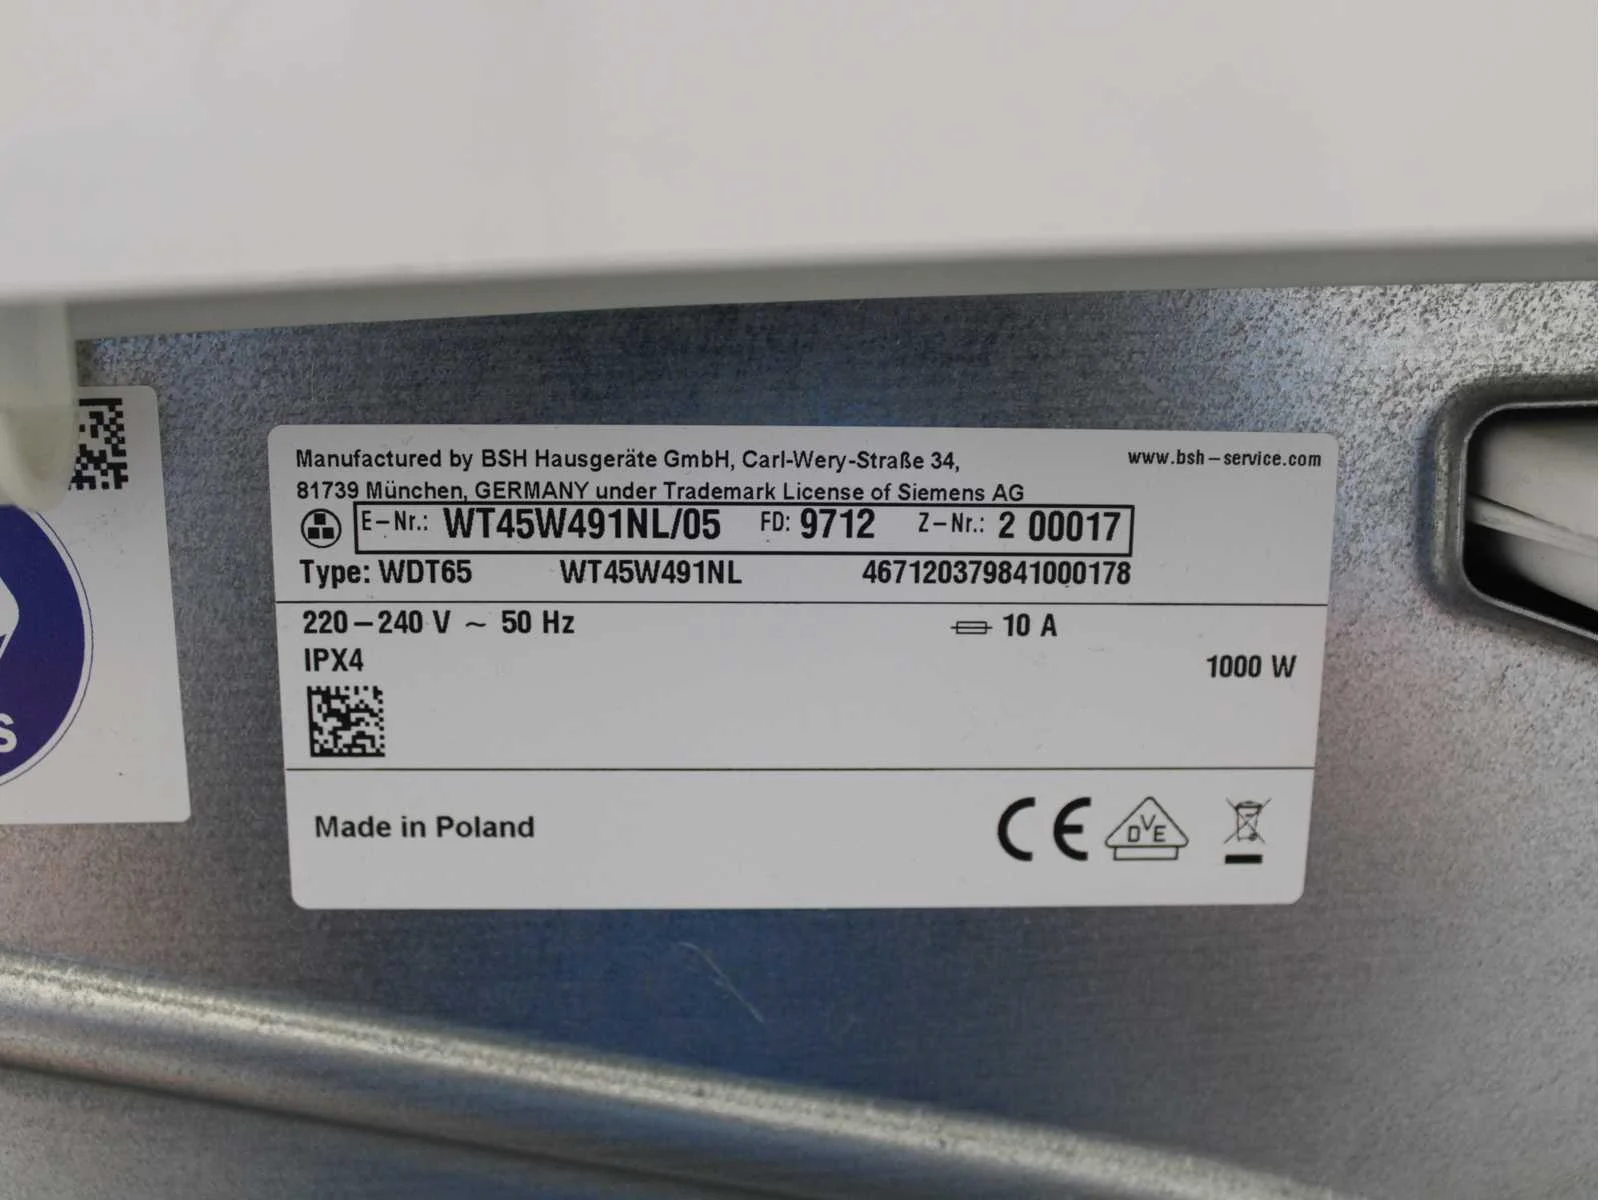 Manufactured by BSH Hausgeräte GmbH, Carl-Wery-Straße 34,
www.bsh-service.com
81739 München, GERMANY under Trademark License of Siemens AG
E-Nr.: WT45W491NL/05 FD: 9712 Z-Nr.: 2 00017
Type: WDT65 WT45W491NL 467120379841000178
220-240 V ~ 50 Hz 10 A
IPX4 1000 W
Made in Poland
CE DVE
S